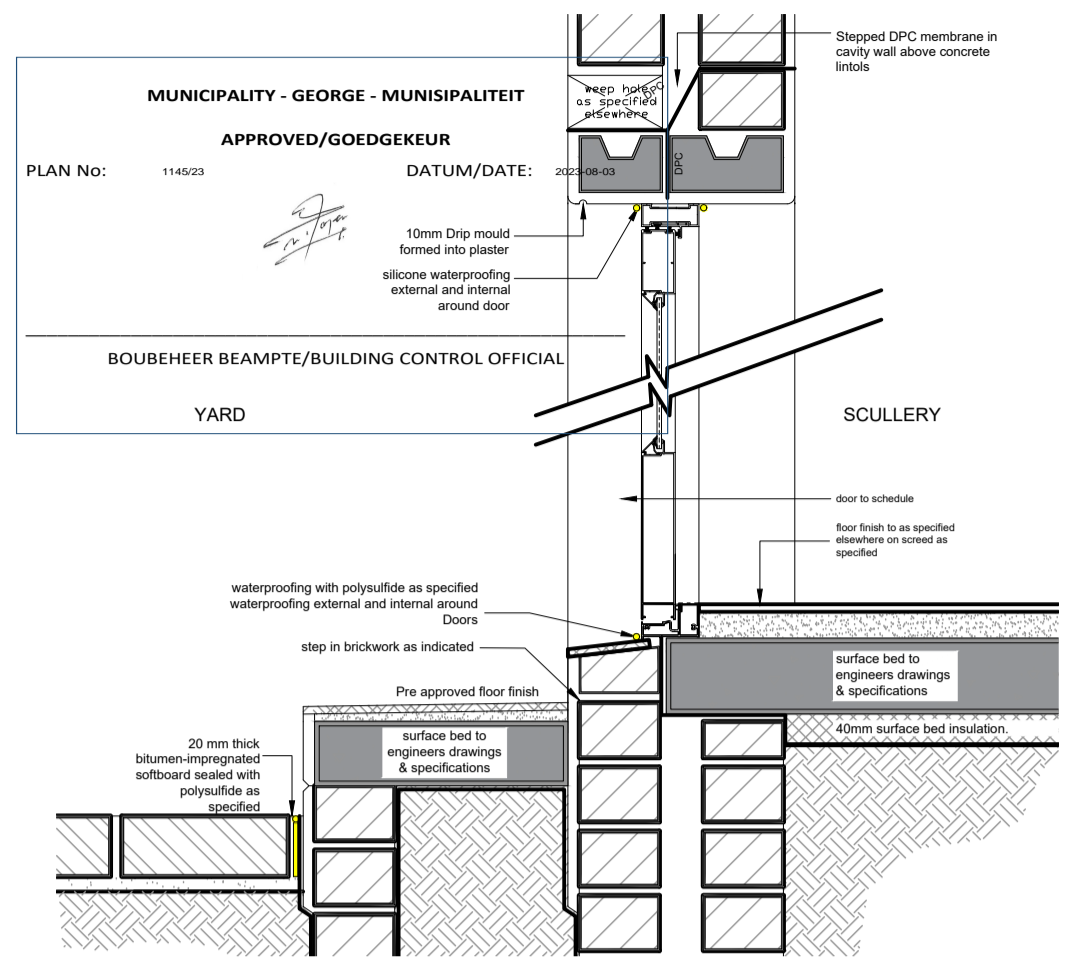 Stepped DPC membrane in
cavity wall above concrete
lintols
weep holes
as specified
elsewhere
DPC
DPC
MUNICIPALITY - GEORGE - MUNISIPALITEIT
APPROVED/GOEDGEKEUR
PLAN No: 1145/23 DATUM/DATE: 2023-08-03
10mm Drip mould
formed into plaster
silicone waterproofing
external and internal
around door
BOUBEHEER BEAMPTE/BUILDING CONTROL OFFICIAL
YARD
SCULLERY
door to schedule
floor finish to as specified
elsewhere on screed as
specified
waterproofing with polysulfide as specified
waterproofing external and internal around
Doors
step in brickwork as indicated
surface bed to
engineers drawings
& specifications
Pre approved floor finish
40mm surface bed insulation.
surface bed to
engineers drawings
& specifications
20 mm thick
bitumen-impregnated
softboard sealed with
polysulfide as
specified